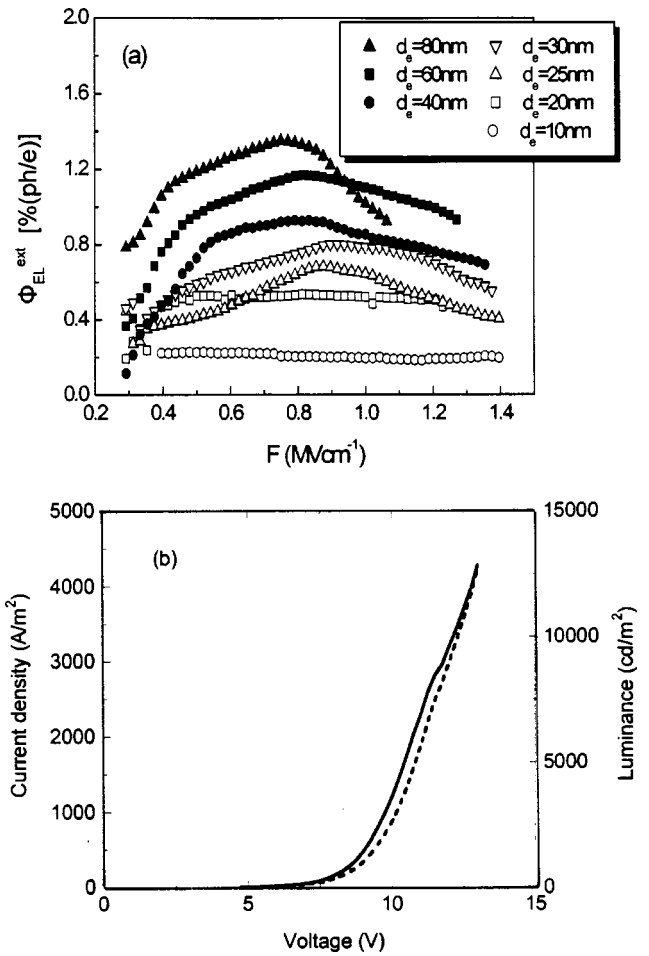 (a)
dₑ=80nm
dₑ=30nm
dₑ=60nm
dₑ=25nm
dₑ=40nm
dₑ=20nm
dₑ=10nm
2.0
1.6
1.2
0.8
0.4
0.0
Φ_EL^ext [%(ph/e)]
0.2 0.4 0.6 0.8 1.0 1.2 1.4
F (MVcm⁻¹)
(b)
5000
4000
3000
2000
1000
0
Current density (A/m²)
15000
10000
5000
0
Luminance (cd/m²)
0 5 10 15
Voltage (V)